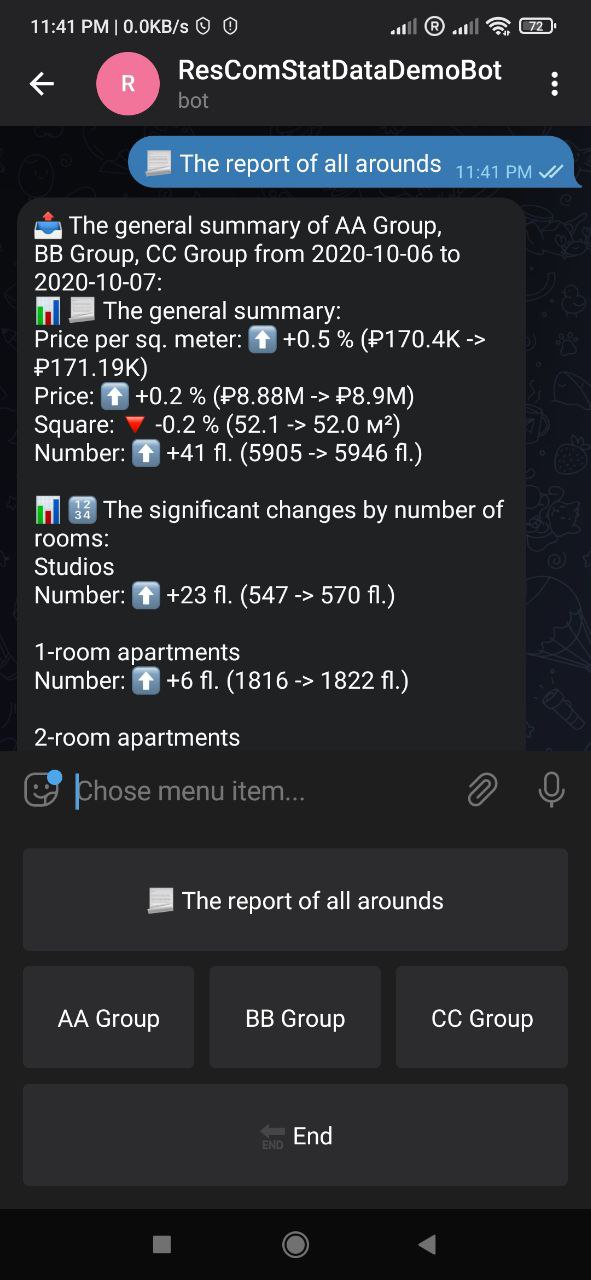 11:41 PM | 0.0KB/s
R
72
R
ResComStatDataDemoBot
bot
The report of all arounds 11:41 PM
The general summary of AA Group,
BB Group, CC Group from 2020-10-06 to
2020-10-07:
The general summary:
Price per sq. meter: ⬆️ +0.5 % (₽170.4K ->
₽171.19K)
Price: ⬆️ +0.2 % (₽8.88M -> ₽8.9M)
Square: 🔻 -0.2 % (52.1 -> 52.0 м²)
Number: ⬆️ +41 fl. (5905 -> 5946 fl.)
🔢 The significant changes by number of
rooms:
Studios
Number: ⬆️ +23 fl. (547 -> 570 fl.)
1-room apartments
Number: ⬆️ +6 fl. (1816 -> 1822 fl.)
2-room apartments
Chose menu item...
The report of all arounds
AA Group
BB Group
CC Group
END End